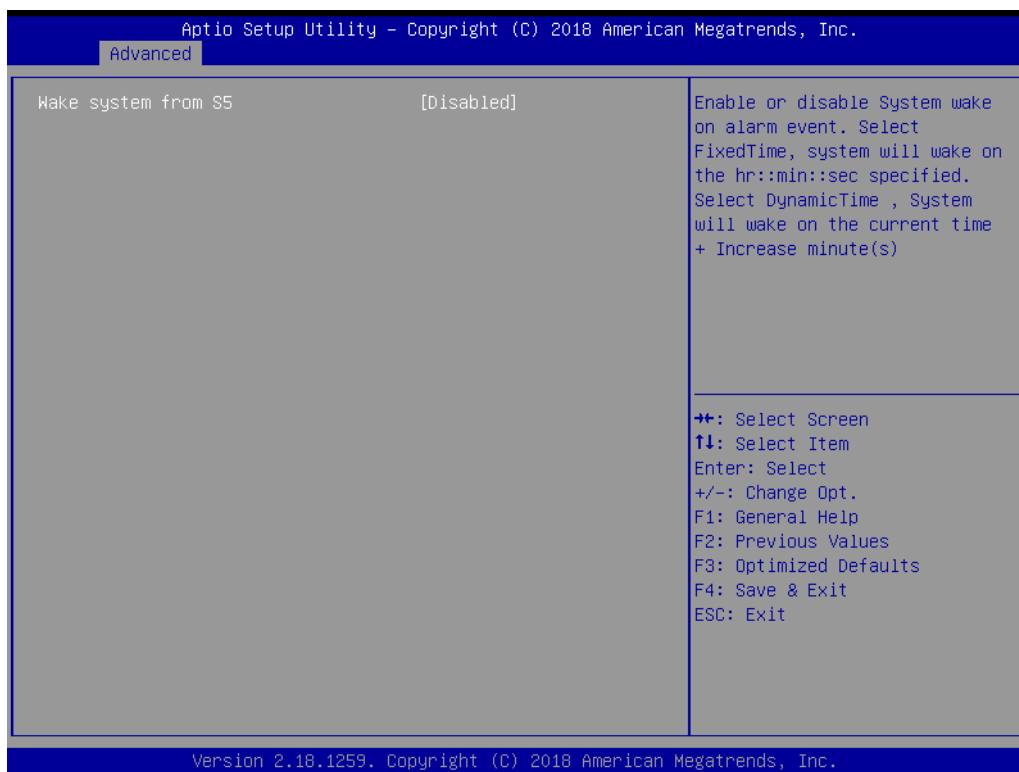 Aptio Setup Utility – Copyright (C) 2018 American Megatrends, Inc.
Advanced
Wake system from S5 [Disabled]
Enable or disable System wake
on alarm event. Select
FixedTime, system will wake on
the hr::min::sec specified.
Select DynamicTime , System
will wake on the current time
+ Increase minute(s)
→←: Select Screen
↑↓: Select Item
Enter: Select
+/-: Change Opt.
F1: General Help
F2: Previous Values
F3: Optimized Defaults
F4: Save & Exit
ESC: Exit
Version 2.18.1259. Copyright (C) 2018 American Megatrends, Inc.